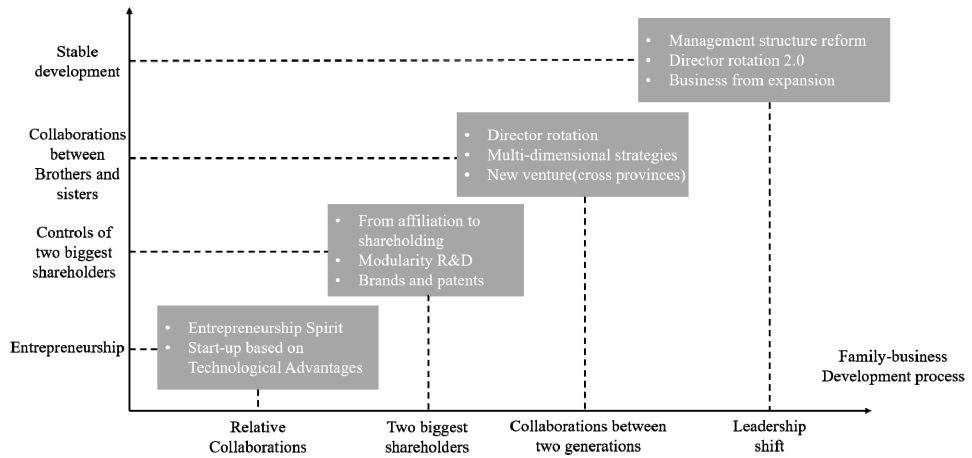 Stable
development
• Management structure reform
• Director rotation 2.0
• Business from expansion
Collaborations
between
Brothers and
sisters
• Director rotation
• Multi-dimensional strategies
• New venture(cross provinces)
Controls of
two biggest
shareholders
• From affiliation to
shareholding
• Modularity R&D
• Brands and patents
Entrepreneurship
• Entrepreneurship Spirit
• Start-up based on
Technological Advantages
Family-business
Development process
Relative
Collaborations
Two biggest
shareholders
Collaborations between
two generations
Leadership
shift